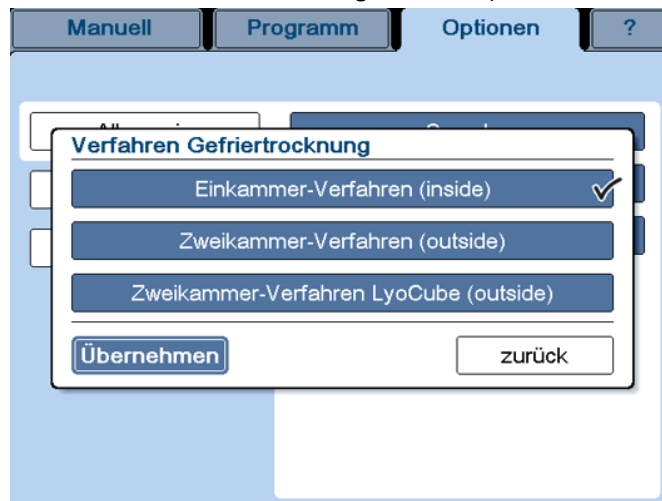 Manuell
Programm
Optionen
?
Verfahren Gefriertrocknung
Einkammer-Verfahren (inside)
Zweikammer-Verfahren (outside)
Zweikammer-Verfahren LyoCube (outside)
Übernehmen
zurück